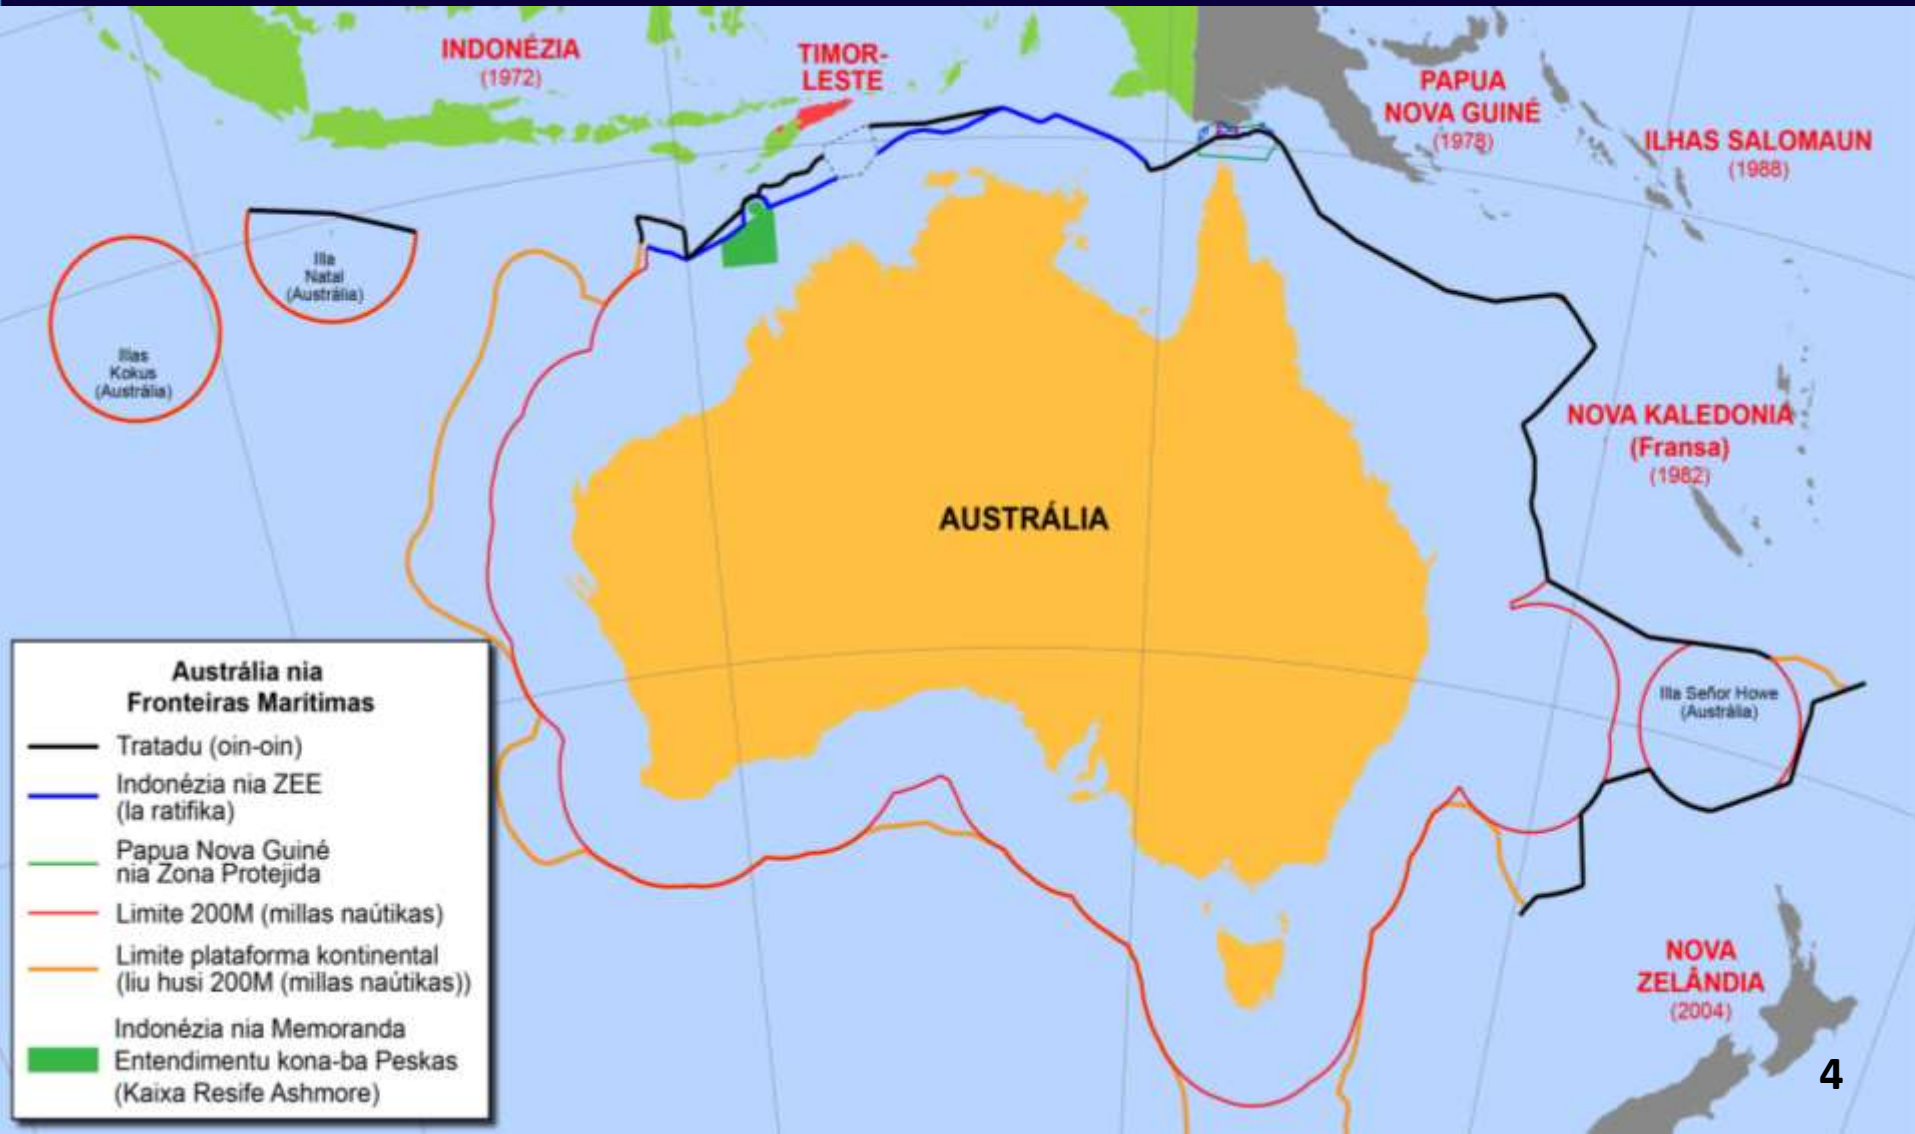 INDONÉZIA
(1972)
TIMOR-
LESTE
PAPUA
NOVA GUINÉ
(1978)
ILHAS SALOMAUN
(1988)
Illa
Natal
(Austrália)
Illas
Kokus
(Austrália)
NOVA KALEDONIA
(Fransa)
(1982)
AUSTRÁLIA
Illa Señor Howe
(Austrália)
NOVA
ZELÂNDIA
(2004)
Austrália nia
Fronteiras Marítimas
Tratadu (oin-oin)
Indonézia nia ZEE
(la ratifika)
Papua Nova Guiné
nia Zona Protejida
Limite 200M (millas naútikas)
Limite plataforma kontinental
(liu husi 200M (millas naútikas))
Indonézia nia Memoranda
Entendimentu kona-ba Peskas
(Kaixa Resife Ashmore)
4